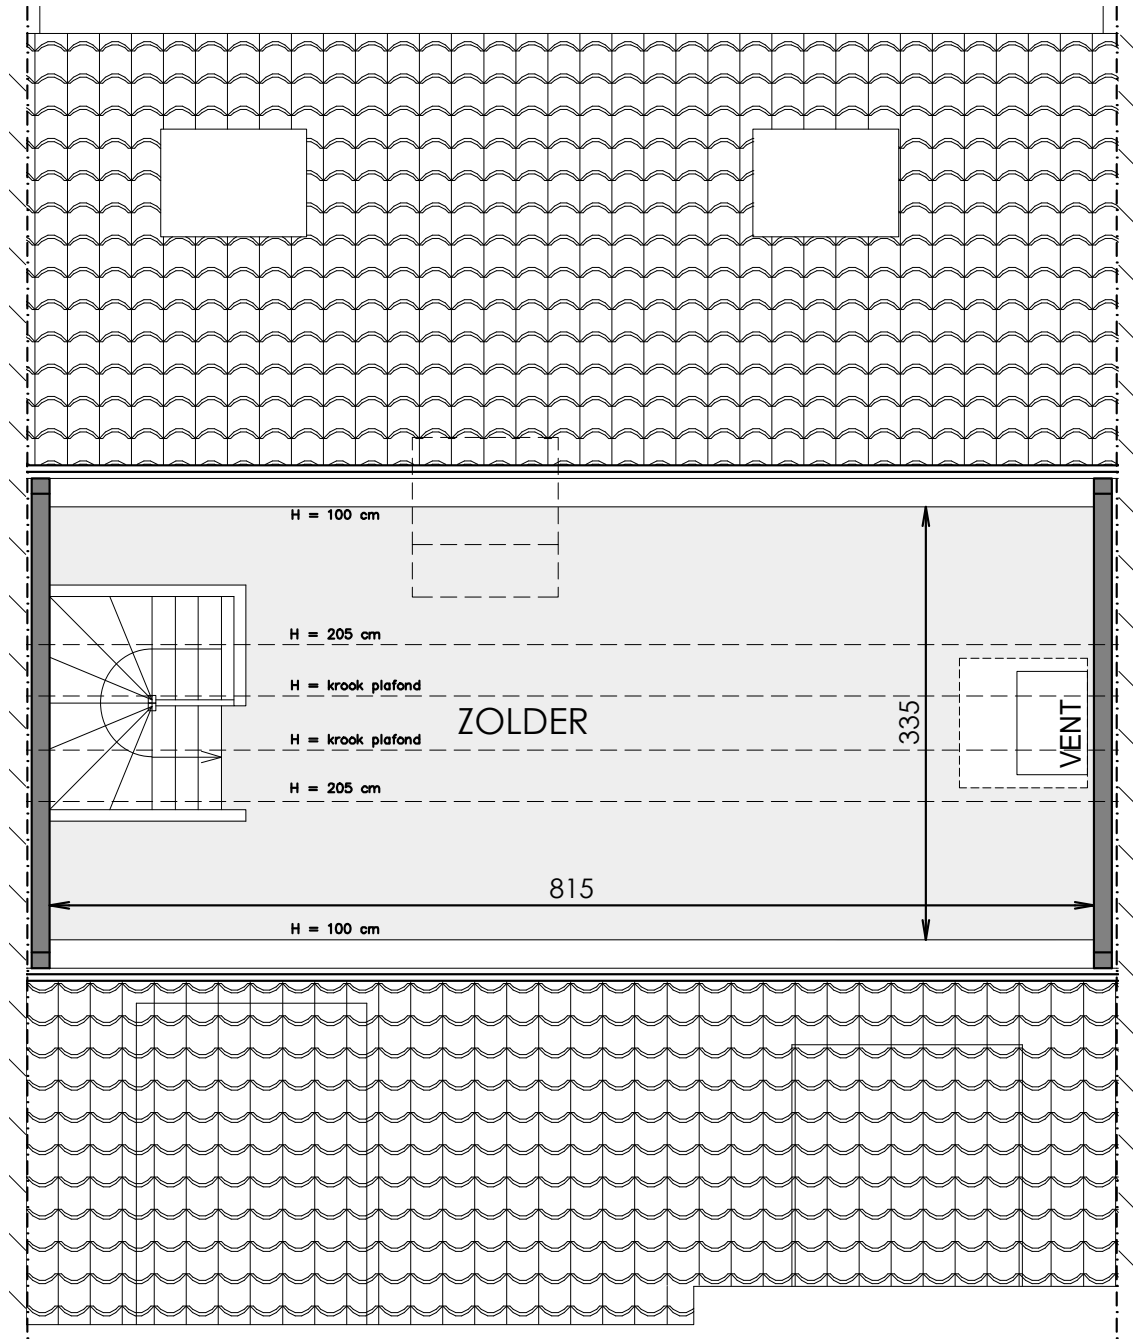 H = 100 cm
H = 205 cm
H = krook plafond
ZOLDER
335
VENT
H = krook plafond
H = 205 cm
815
H = 100 cm